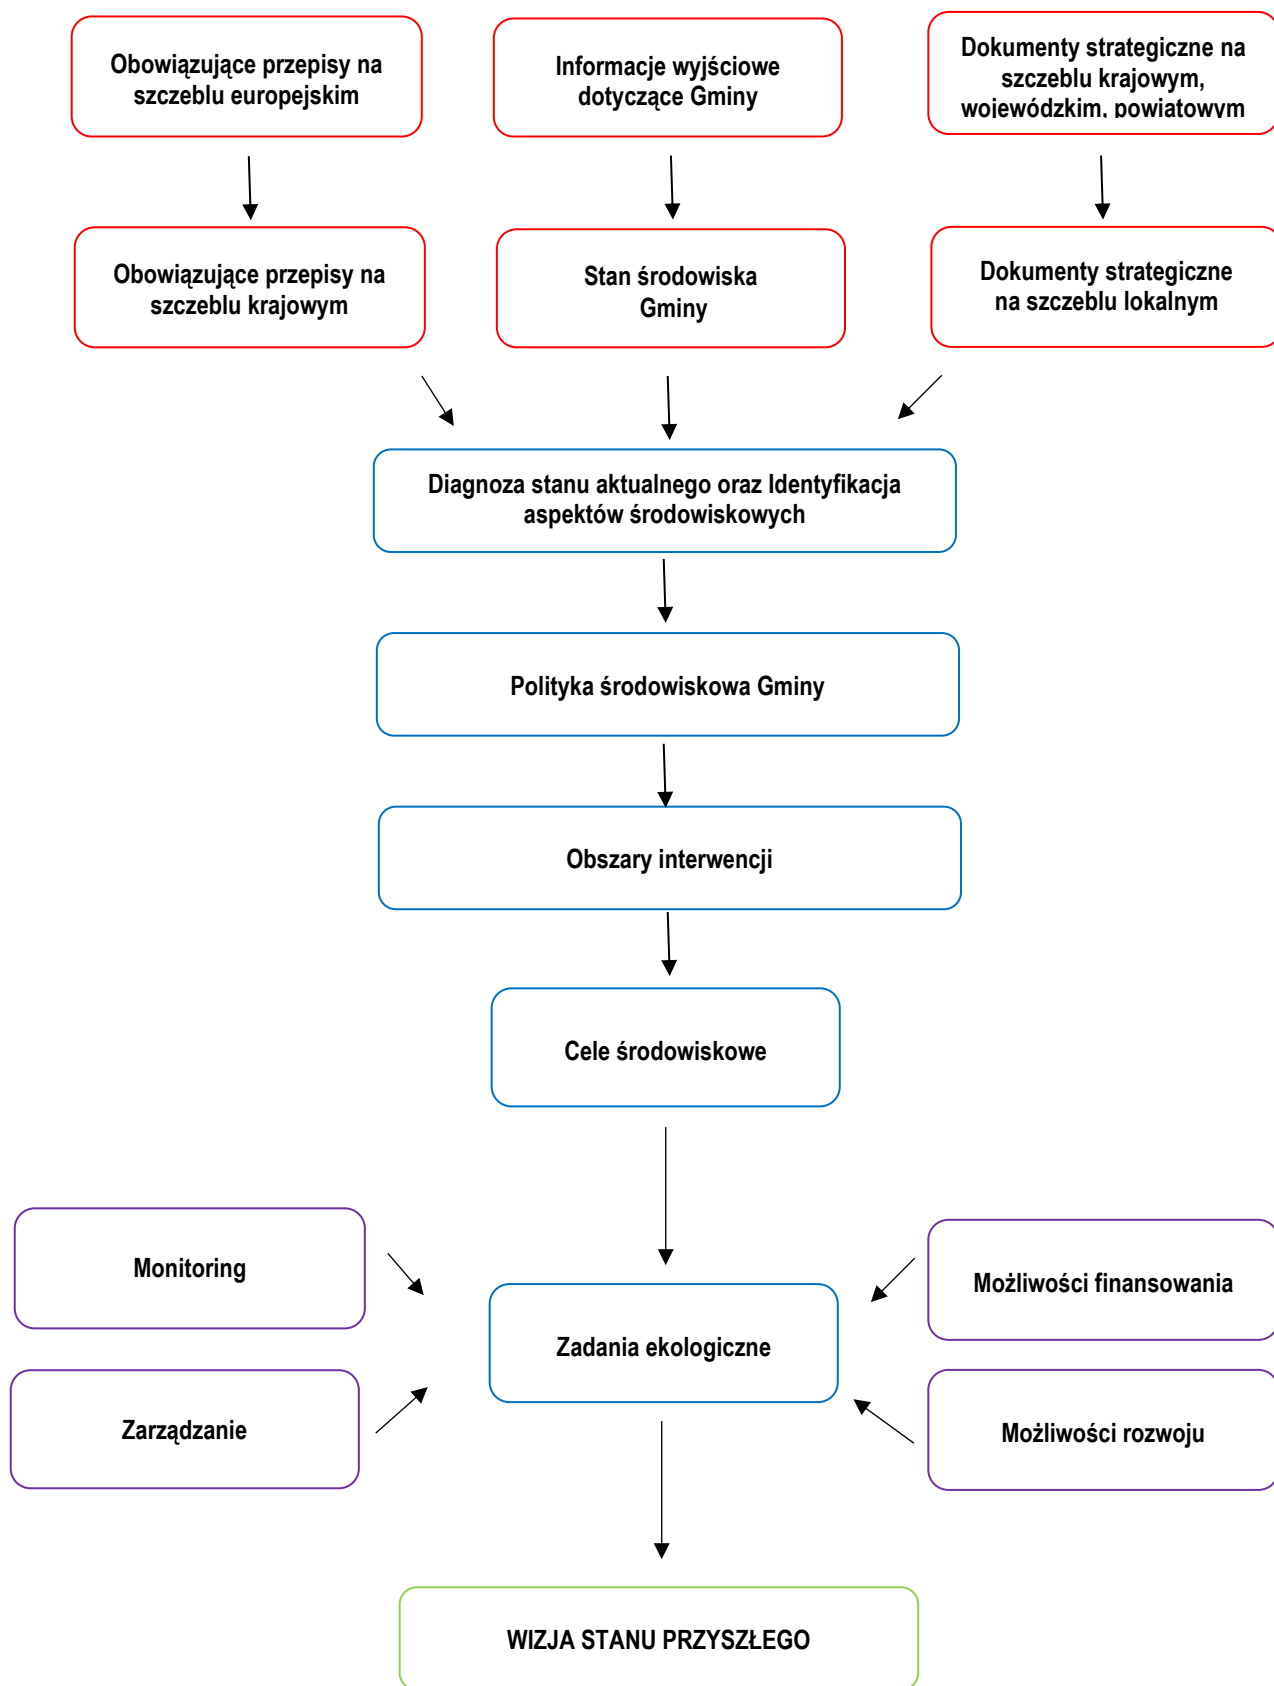 Obowiązujące przepisy na
szczeblu europejskim
Informacje wyjściowe
dotyczące Gminy
Dokumenty strategiczne na
szczeblu krajowym,
wojewódzkim, powiatowym
Obowiązujące przepisy na
szczeblu krajowym
Stan środowiska
Gminy
Dokumenty strategiczne
na szczeblu lokalnym
Diagnoza stanu aktualnego oraz Identyfikacja
aspektów środowiskowych
Polityka środowiskowa Gminy
Obszary interwencji
Cele środowiskowe
Monitoring
Możliwości finansowania
Zadania ekologiczne
Zarządzanie
Możliwości rozwoju
WIZJA STANU PRZYSZŁEGO